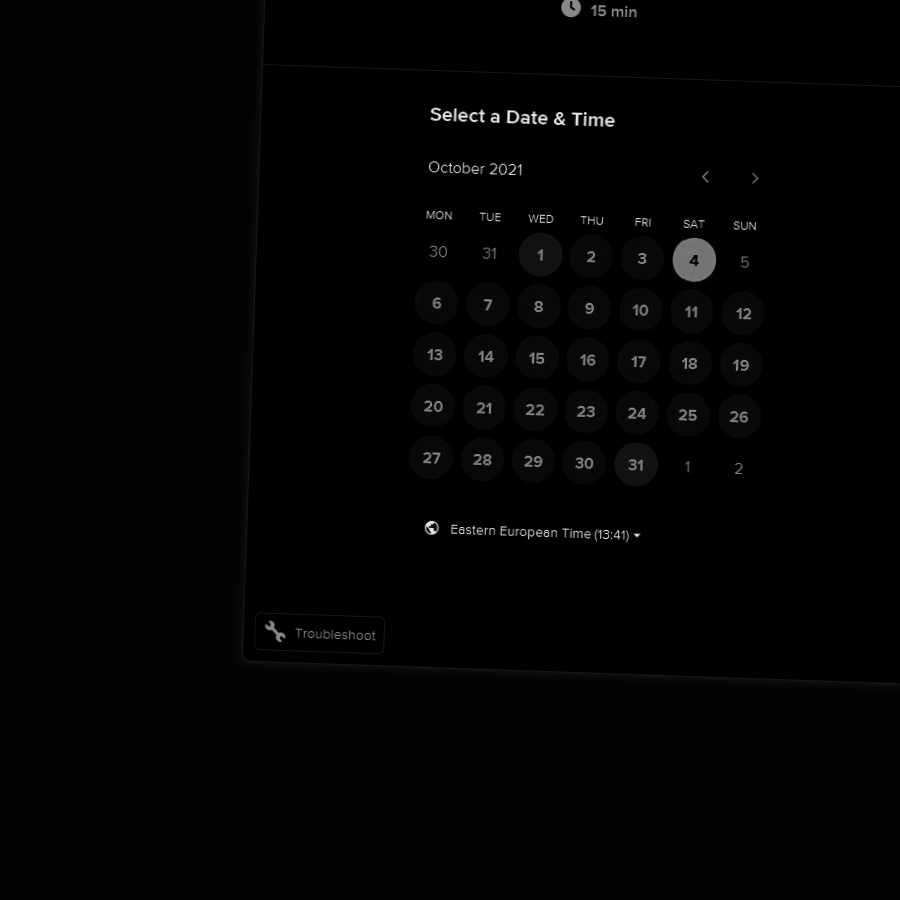 15 min
Select a Date & Time
October 2021
MON TUE WED THU FRI SAT SUN
30 31 1 2 3 4 5
6 7 8 9 10 11 12
13 14 15 16 17 18 19
20 21 22 23 24 25 26
27 28 29 30 31 1 2
Eastern European Time (13:41)
Troubleshoot